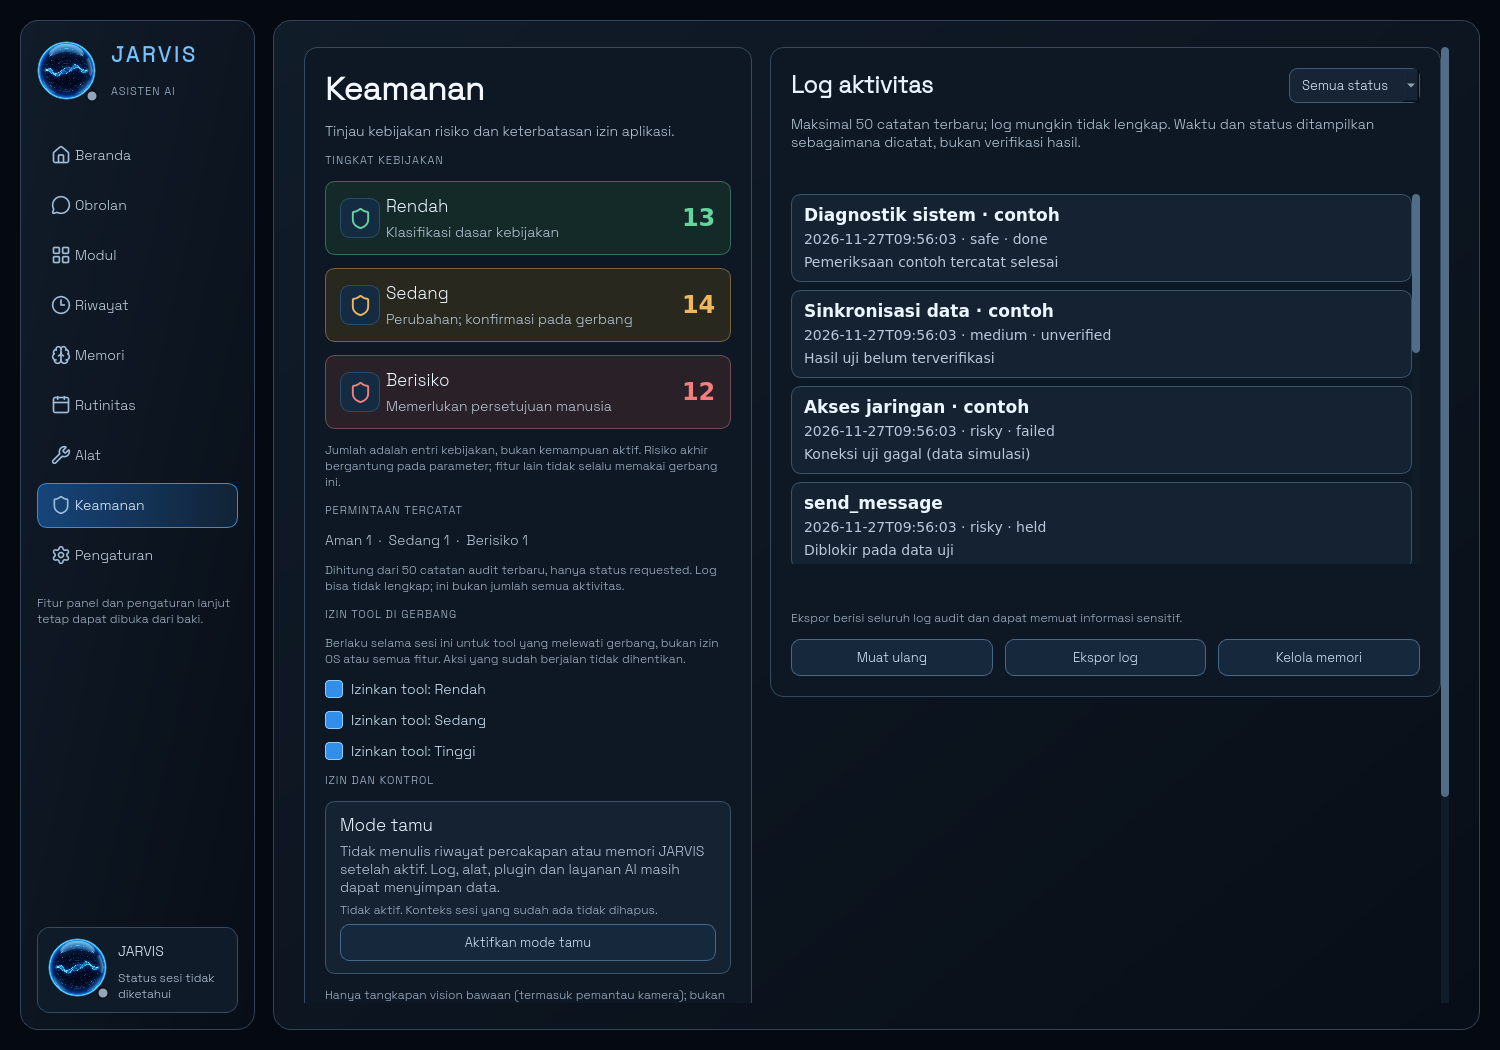 JARVIS
ASISTEN AI
Beranda
Obrolan
Modul
Riwayat
Memori
Rutinitas
Alat
Keamanan
Pengaturan
Fitur panel dan pengaturan lanjut
tetap dapat dibuka dari baki.
JARVIS
Status sesi tidak
diketahui
Keamanan
Tinjau kebijakan risiko dan keterbatasan izin aplikasi.
TINGKAT KEBIJAKAN
Rendah
Klasifikasi dasar kebijakan
13
Sedang
Perubahan; konfirmasi pada gerbang
14
Berisiko
Memerlukan persetujuan manusia
12
Jumlah adalah entri kebijakan, bukan kemampuan aktif. Risiko akhir
bergantung pada parameter; fitur lain tidak selalu memakai gerbang
ini.
PERMINTAAN TERCATAT
Aman 1 · Sedang 1 · Berisiko 1
Dihitung dari 50 catatan audit terbaru, hanya status requested. Log
bisa tidak lengkap; ini bukan jumlah semua aktivitas.
IZIN TOOL DI GERBANG
Berlaku selama sesi ini untuk tool yang melewati gerbang, bukan izin
OS atau semua fitur. Aksi yang sudah berjalan tidak dihentikan.
Izinkan tool: Rendah
Izinkan tool: Sedang
Izinkan tool: Tinggi
IZIN DAN KONTROL
Mode tamu
Tidak menulis riwayat percakapan atau memori JARVIS
setelah aktif. Log, alat, plugin dan layanan AI masih
dapat menyimpan data.
Tidak aktif. Konteks sesi yang sudah ada tidak dihapus.
Aktifkan mode tamu
Hanya tangkapan vision bawaan (termasuk pemantau kamera); bukan
Log aktivitas
Semua status
Maksimal 50 catatan terbaru; log mungkin tidak lengkap. Waktu dan status ditampilkan
sebagaimana dicatat, bukan verifikasi hasil.
Diagnostik sistem · contoh
2026-11-27T09:56:03 · safe · done
Pemeriksaan contoh tercatat selesai
Sinkronisasi data · contoh
2026-11-27T09:56:03 · medium · unverified
Hasil uji belum terverifikasi
Akses jaringan · contoh
2026-11-27T09:56:03 · risky · failed
Koneksi uji gagal (data simulasi)
send_message
2026-11-27T09:56:03 · risky · held
Diblokir pada data uji
Ekspor berisi seluruh log audit dan dapat memuat informasi sensitif.
Muat ulang
Ekspor log
Kelola memori